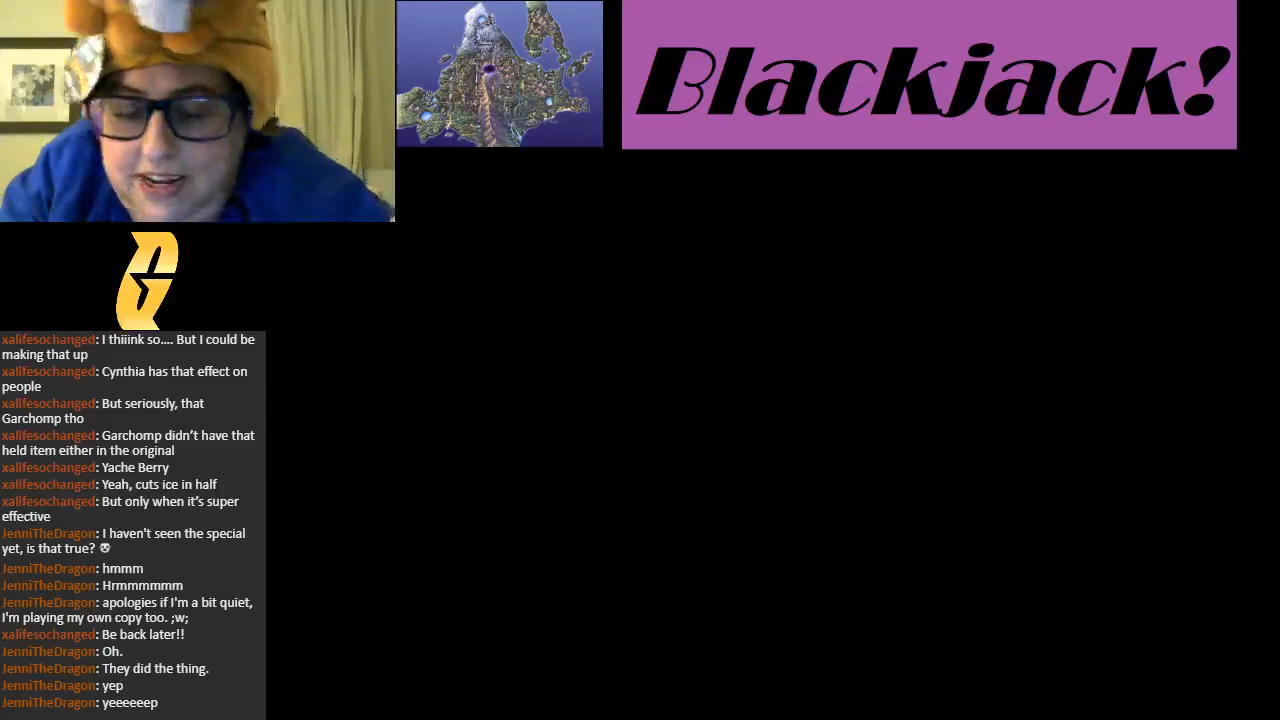 Blackjack!
G
xalifesochanged: I thiiink so.... But I could be
making that up
xalifesochanged: Cynthia has that effect on
people
xalifesochanged: But seriously, that
Garchomp tho
xalifesochanged: Garchomp didn’t have that
held item either in the original
xalifesochanged: Yache Berry
xalifesochanged: Yeah, cuts ice in half
xalifesochanged: But only when it’s super
effective
JenniTheDragon: I haven't seen the special
yet, is that true?
JenniTheDragon: hmmm
JenniTheDragon: Hrmmmmmm
JenniTheDragon: apologies if I'm a bit quiet,
I'm playing my own copy too. ;w;
xalifesochanged: Be back later!!
JenniTheDragon: Oh.
JenniTheDragon: They did the thing.
JenniTheDragon: yep
JenniTheDragon: yeeeeeep